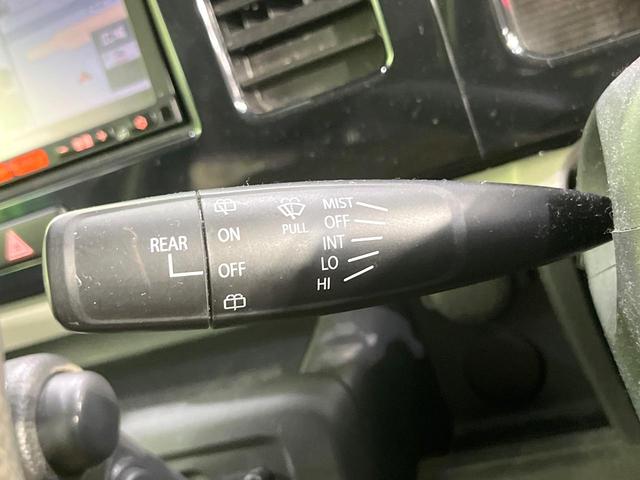 REAR
ON
OFF
PULL
MIST
OFF
INT
LO
HI